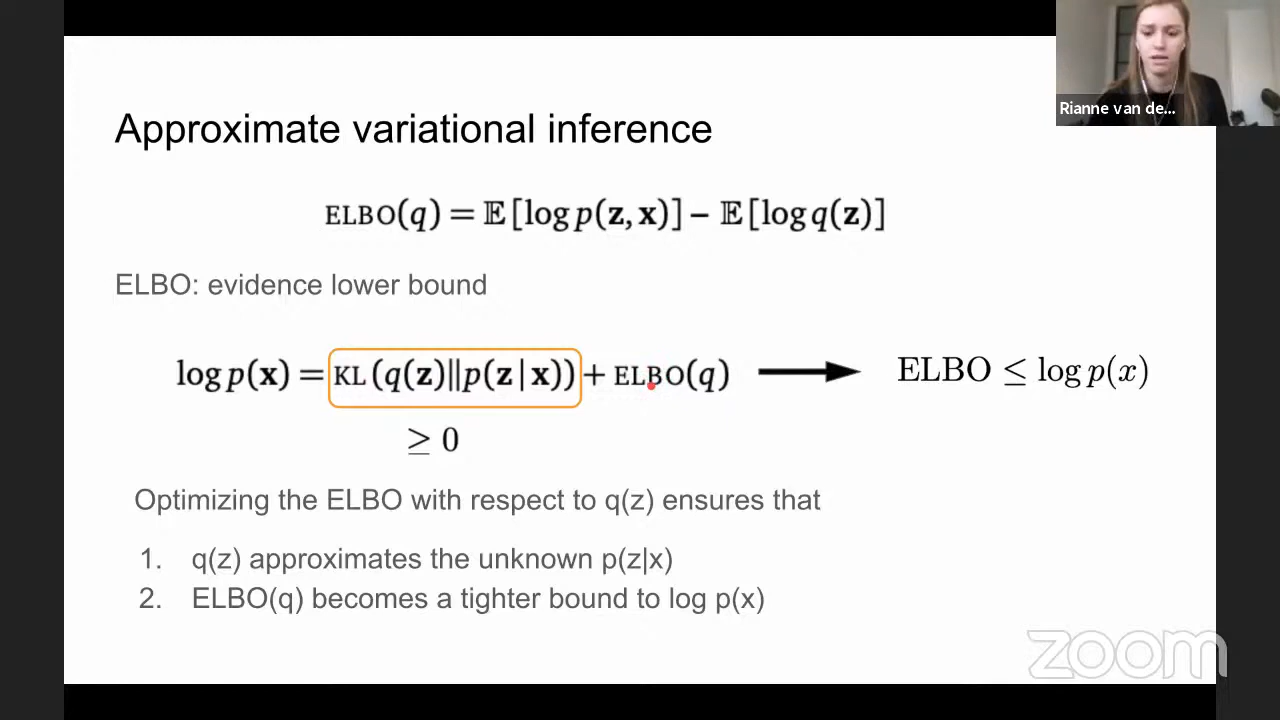 Rianne van de...
Approximate variational inference
ELBO(q) = 𝔼[log p(z, x)] − 𝔼[log q(z)]
ELBO: evidence lower bound
log p(x) = KL(q(z)‖p(z|x)) + ELBO(q) ⟶ ELBO ≤ log p(x)
≥ 0
Optimizing the ELBO with respect to q(z) ensures that
1. q(z) approximates the unknown p(z|x)
2. ELBO(q) becomes a tighter bound to log p(x)
zoom